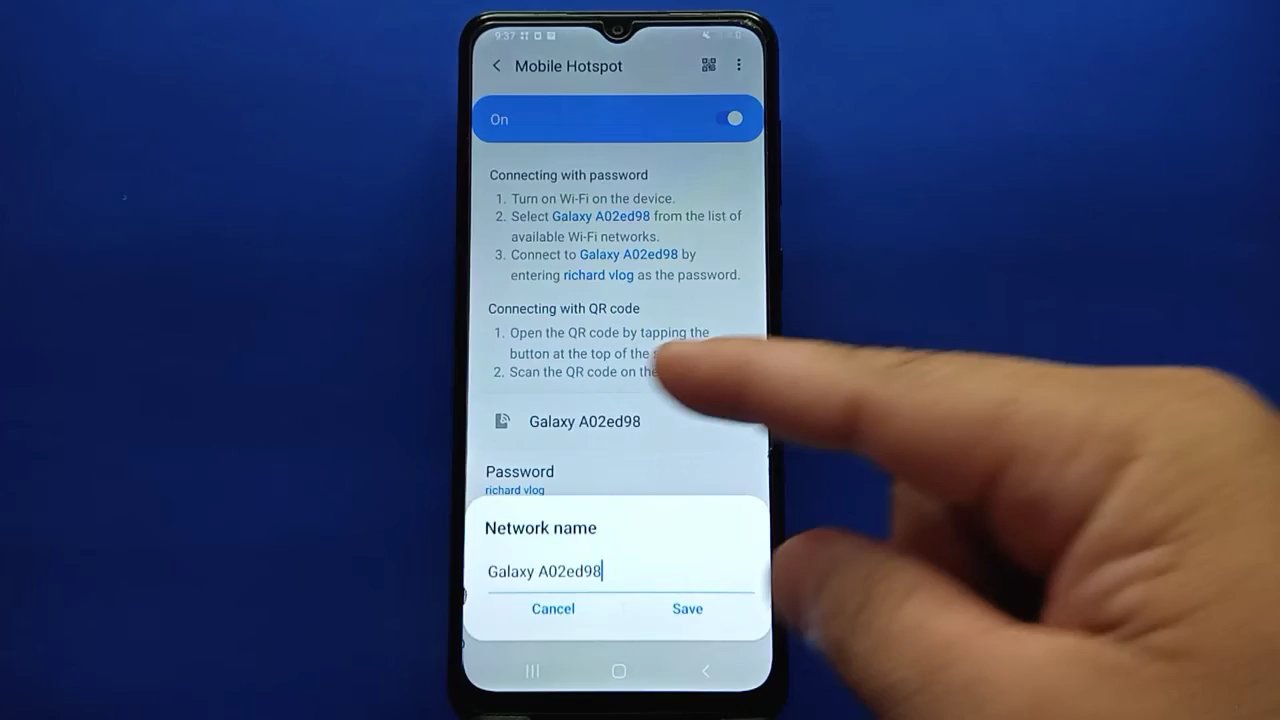 9:37
Mobile Hotspot
On
Connecting with password
1. Turn on Wi-Fi on the device.
2. Select Galaxy A02ed98 from the list of
available Wi-Fi networks.
3. Connect to Galaxy A02ed98 by
entering richard vlog as the password.
Connecting with QR code
1. Open the QR code by tapping the
button at the top of the
2. Scan the QR code on the
Galaxy A02ed98
Password
richard vlog
Network name
Galaxy A02ed98
Cancel
Save